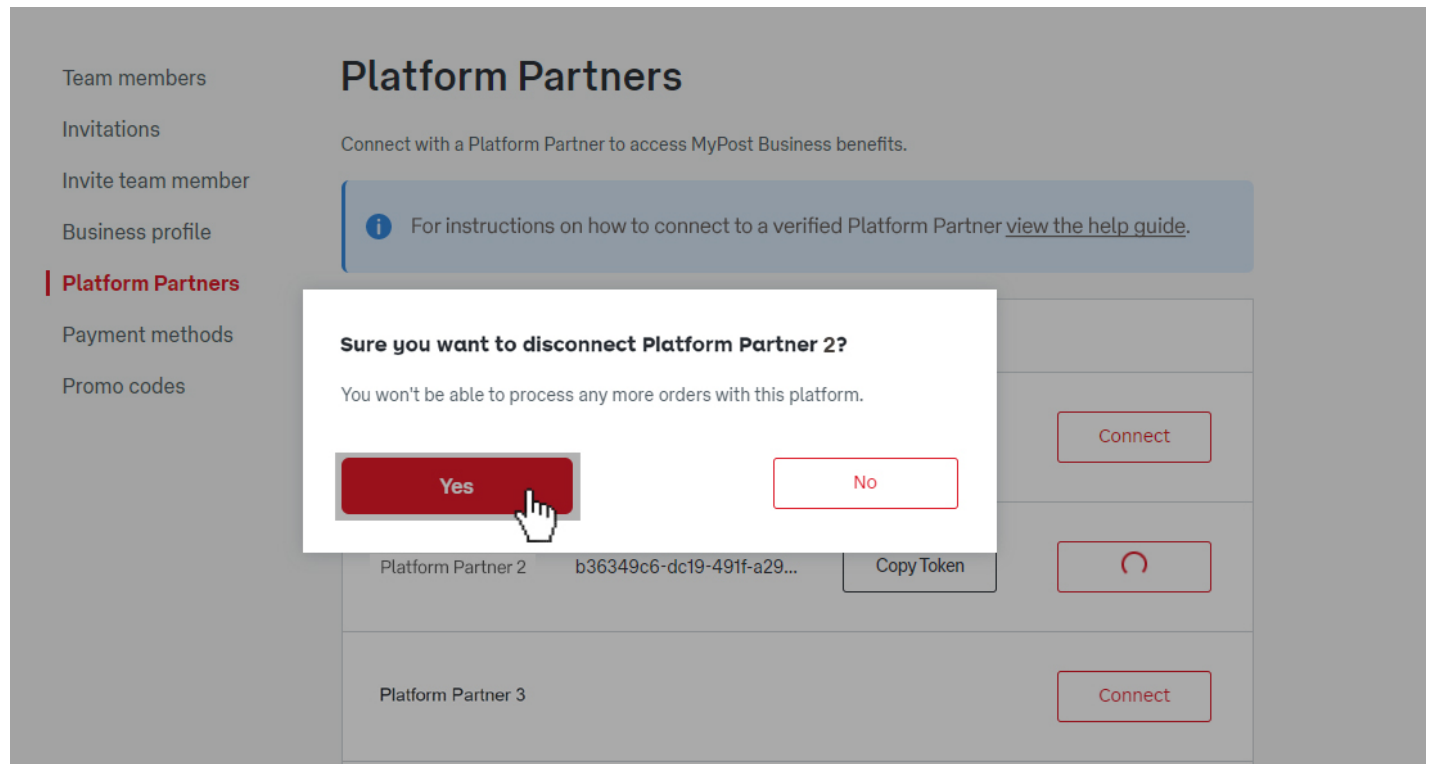 Team members
Invitations
Invite team member
Business profile
Platform Partners
Payment methods
Promo codes
Platform Partners
Connect with a Platform Partner to access MyPost Business benefits.
For instructions on how to connect to a verified Platform Partner view the help guide.
Sure you want to disconnect Platform Partner 2?
You won't be able to process any more orders with this platform.
Yes
No
Connect
Platform Partner 2 b36349c6-dc19-491f-a29... Copy Token
Platform Partner 3 Connect